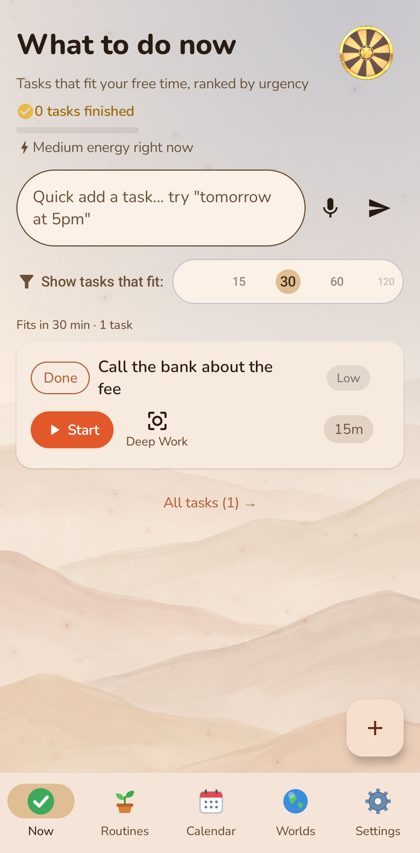 What to do now
Tasks that fit your free time, ranked by urgency
0 tasks finished
Medium energy right now
Quick add a task... try "tomorrow
at 5pm"
Show tasks that fit:
15
30
60
120
Fits in 30 min · 1 task
Done
Call the bank about the
fee
Low
Start
Deep Work
15m
All tasks (1) →
+
Now
Routines
Calendar
Worlds
Settings